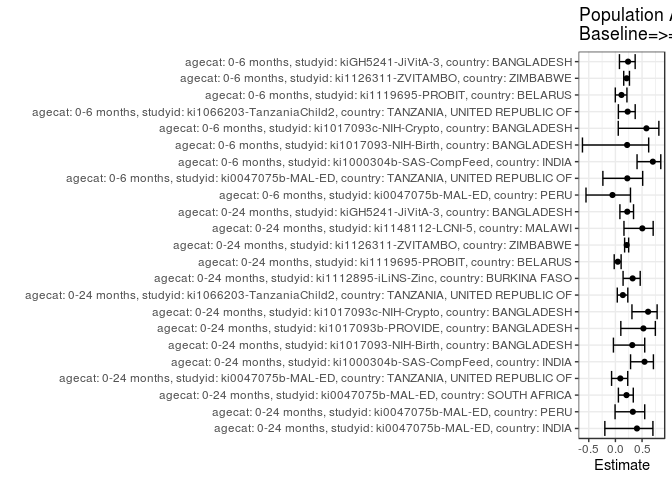 Population A
Baseline=>=
agecat: 0-6 months, studyid: kiGH5241-JiVitA-3, country: BANGLADESH
agecat: 0-6 months, studyid: ki1126311-ZVITAMBO, country: ZIMBABWE
agecat: 0-6 months, studyid: ki1119695-PROBIT, country: BELARUS
agecat: 0-6 months, studyid: ki1066203-TanzaniaChild2, country: TANZANIA, UNITED REPUBLIC OF
agecat: 0-6 months, studyid: ki1017093c-NIH-Crypto, country: BANGLADESH
agecat: 0-6 months, studyid: ki1017093-NIH-Birth, country: BANGLADESH
agecat: 0-6 months, studyid: ki1000304b-SAS-CompFeed, country: INDIA
agecat: 0-6 months, studyid: ki0047075b-MAL-ED, country: TANZANIA, UNITED REPUBLIC OF
agecat: 0-6 months, studyid: ki0047075b-MAL-ED, country: PERU
agecat: 0-24 months, studyid: kiGH5241-JiVitA-3, country: BANGLADESH
agecat: 0-24 months, studyid: ki1148112-LCNI-5, country: MALAWI
agecat: 0-24 months, studyid: ki1126311-ZVITAMBO, country: ZIMBABWE
agecat: 0-24 months, studyid: ki1119695-PROBIT, country: BELARUS
agecat: 0-24 months, studyid: ki1112895-iLiNS-Zinc, country: BURKINA FASO
agecat: 0-24 months, studyid: ki1066203-TanzaniaChild2, country: TANZANIA, UNITED REPUBLIC OF
agecat: 0-24 months, studyid: ki1017093c-NIH-Crypto, country: BANGLADESH
agecat: 0-24 months, studyid: ki1017093b-PROVIDE, country: BANGLADESH
agecat: 0-24 months, studyid: ki1017093-NIH-Birth, country: BANGLADESH
agecat: 0-24 months, studyid: ki1000304b-SAS-CompFeed, country: INDIA
agecat: 0-24 months, studyid: ki0047075b-MAL-ED, country: TANZANIA, UNITED REPUBLIC OF
agecat: 0-24 months, studyid: ki0047075b-MAL-ED, country: SOUTH AFRICA
agecat: 0-24 months, studyid: ki0047075b-MAL-ED, country: PERU
agecat: 0-24 months, studyid: ki0047075b-MAL-ED, country: INDIA
-0.5 0.0 0.5
Estimate